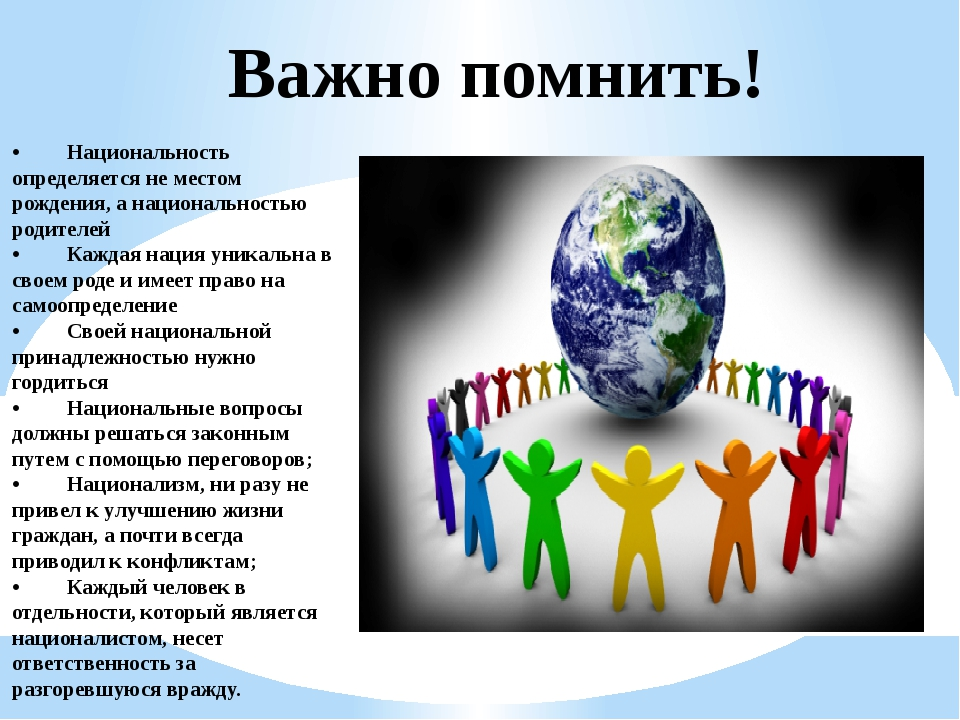 Важно помнить!
• Национальность
определяется не местом
рождения, а национальностью
родителей
• Каждая нация уникальна в
своем роде и имеет право на
самоопределение
• Своей национальной
принадлежностью нужно
гордиться
• Национальные вопросы
должны решаться законным
путем с помощью переговоров;
• Национализм, ни разу не
привел к улучшению жизни
граждан, а почти всегда
приводил к конфликтам;
• Каждый человек в
отдельности, который является
националистом, несет
ответственность за
разгоревшуюся вражду.